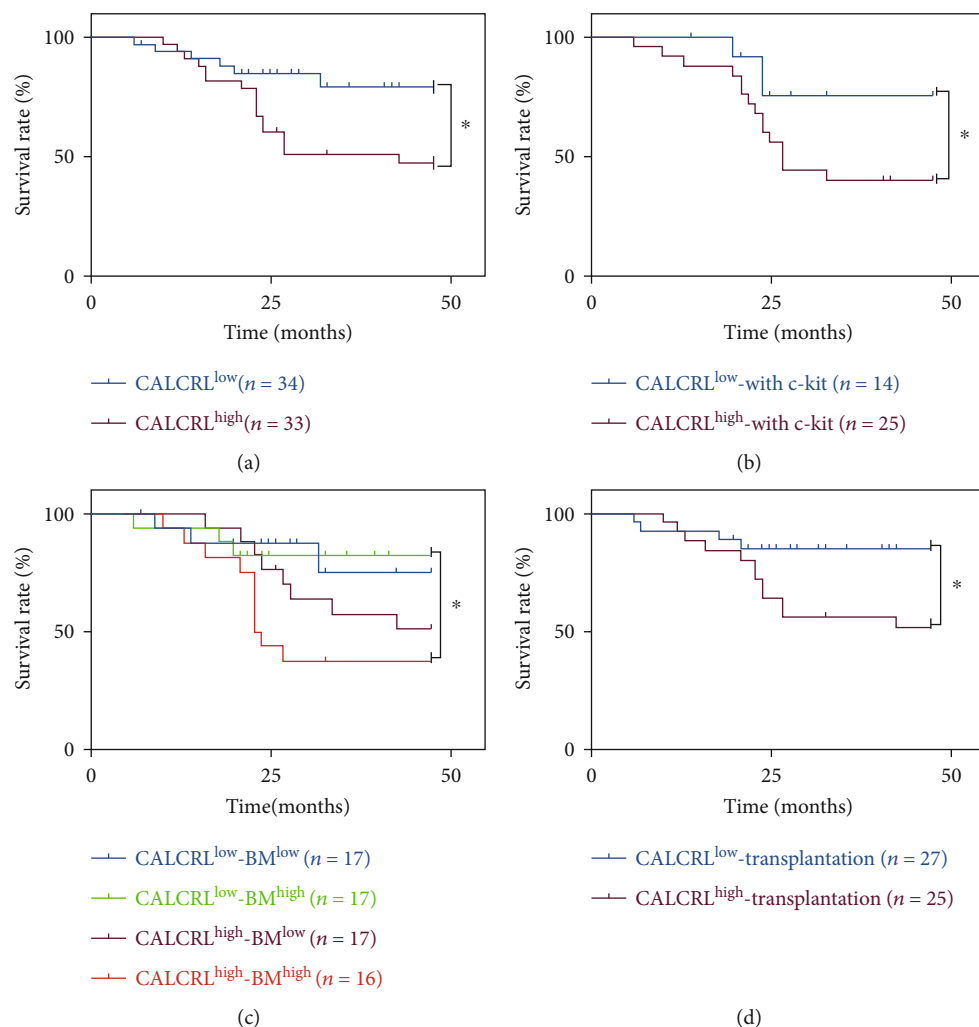 100
50
0
Survival rate (%)
0 25 50
Time (months)
*
CALCRL^low (n = 34)
CALCRL^high (n = 33)
(a)
100
50
0
Survival rate (%)
0 25 50
Time (months)
*
CALCRL^low-with c-kit (n = 14)
CALCRL^high-with c-kit (n = 25)
(b)
100
50
0
Survival rate (%)
0 25 50
Time(months)
*
CALCRL^low-BM^low (n = 17)
CALCRL^low-BM^high (n = 17)
CALCRL^high-BM^low (n = 17)
CALCRL^high-BM^high (n = 16)
(c)
100
50
0
Survival rate (%)
0 25 50
Time (months)
*
CALCRL^low-transplantation (n = 27)
CALCRL^high-transplantation (n = 25)
(d)